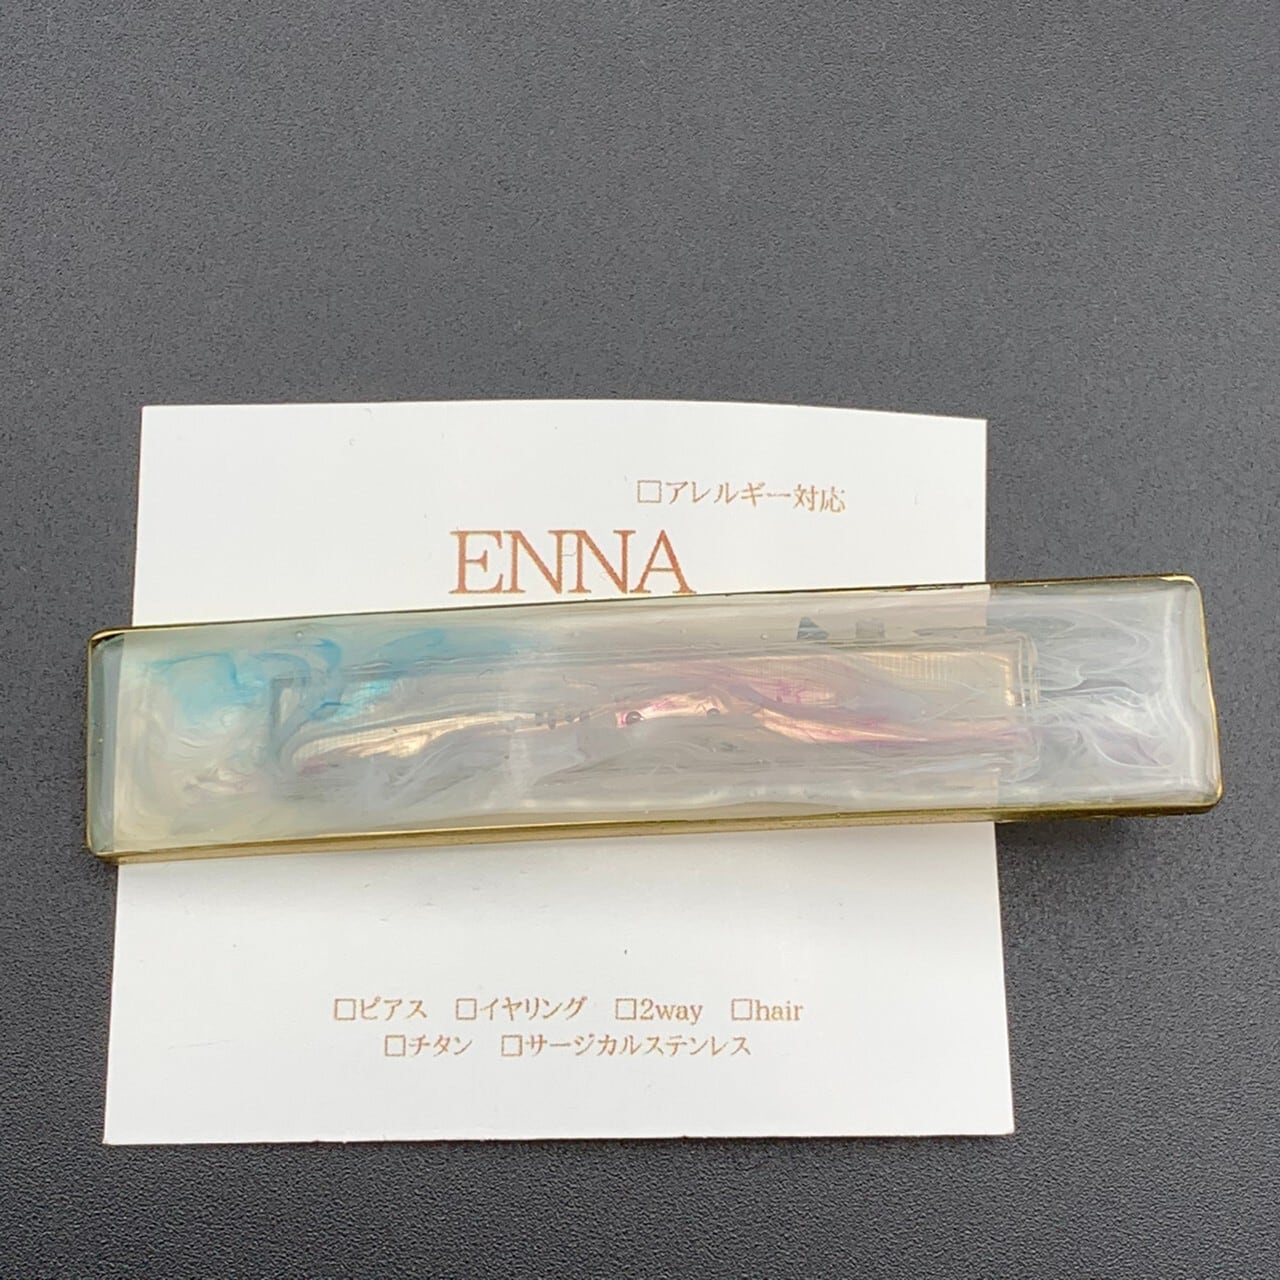 □アレルギー対応
ENNA
□ピアス □イヤリング □2way □hair
□チタン □サージカルステンレス